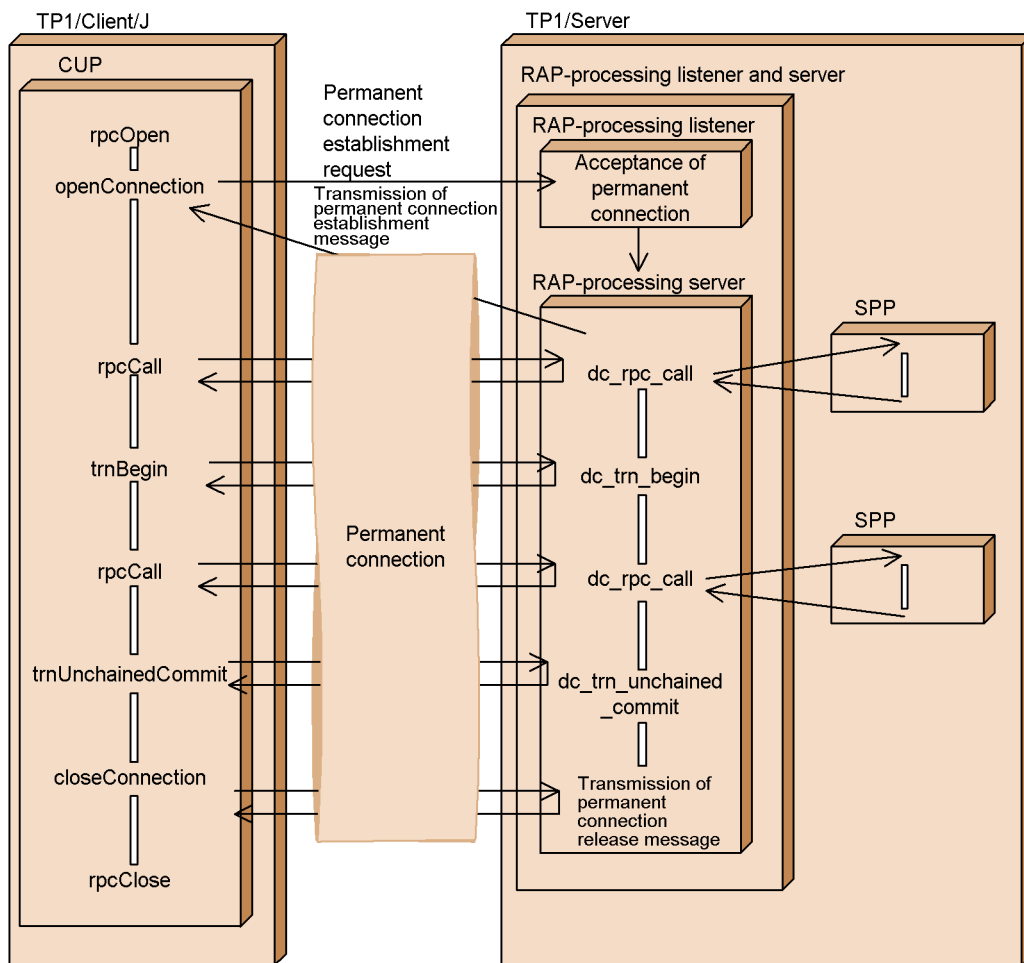 TP1/Client/J
CUP
rpcOpen
openConnection
rpcCall
trnBegin
rpcCall
trnUnchainedCommit
closeConnection
rpcClose
Permanent
connection
establishment
request
Transmission of
permanent connection
establishment
message
Permanent
connection
TP1/Server
RAP-processing listener and server
RAP-processing listener
Acceptance of
permanent
connection
RAP-processing server
dc_rpc_call
dc_trn_begin
dc_rpc_call
dc_trn_unchained
_commit
Transmission of
permanent
connection
release message
SPP
SPP